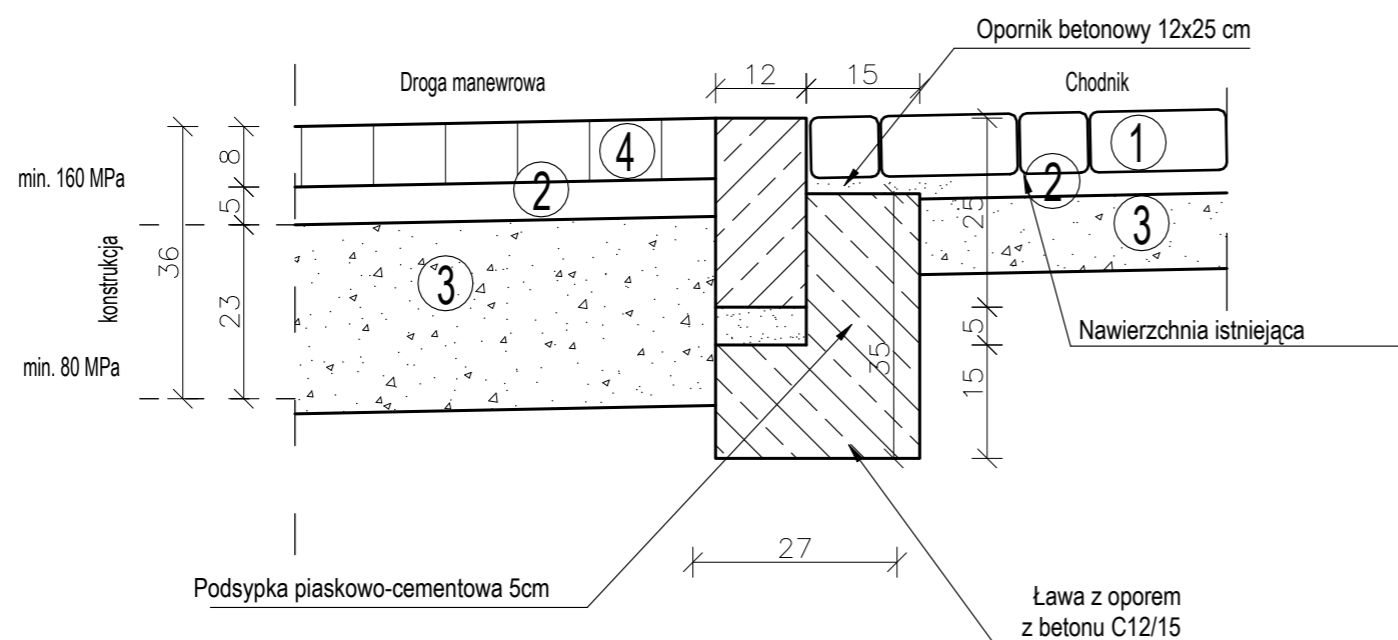 Opornik betonowy 12x25 cm
12
15
Droga manewrowa
Chodnik
min. 160 MPa
konstrukcja
min. 80 MPa
36
8
5
23
4
2
3
1
2
3
25
5
15
35
Nawierzchnia istniejąca
27
Podsypka piaskowo-cementowa 5cm
Ława z oporem
z betonu C12/15